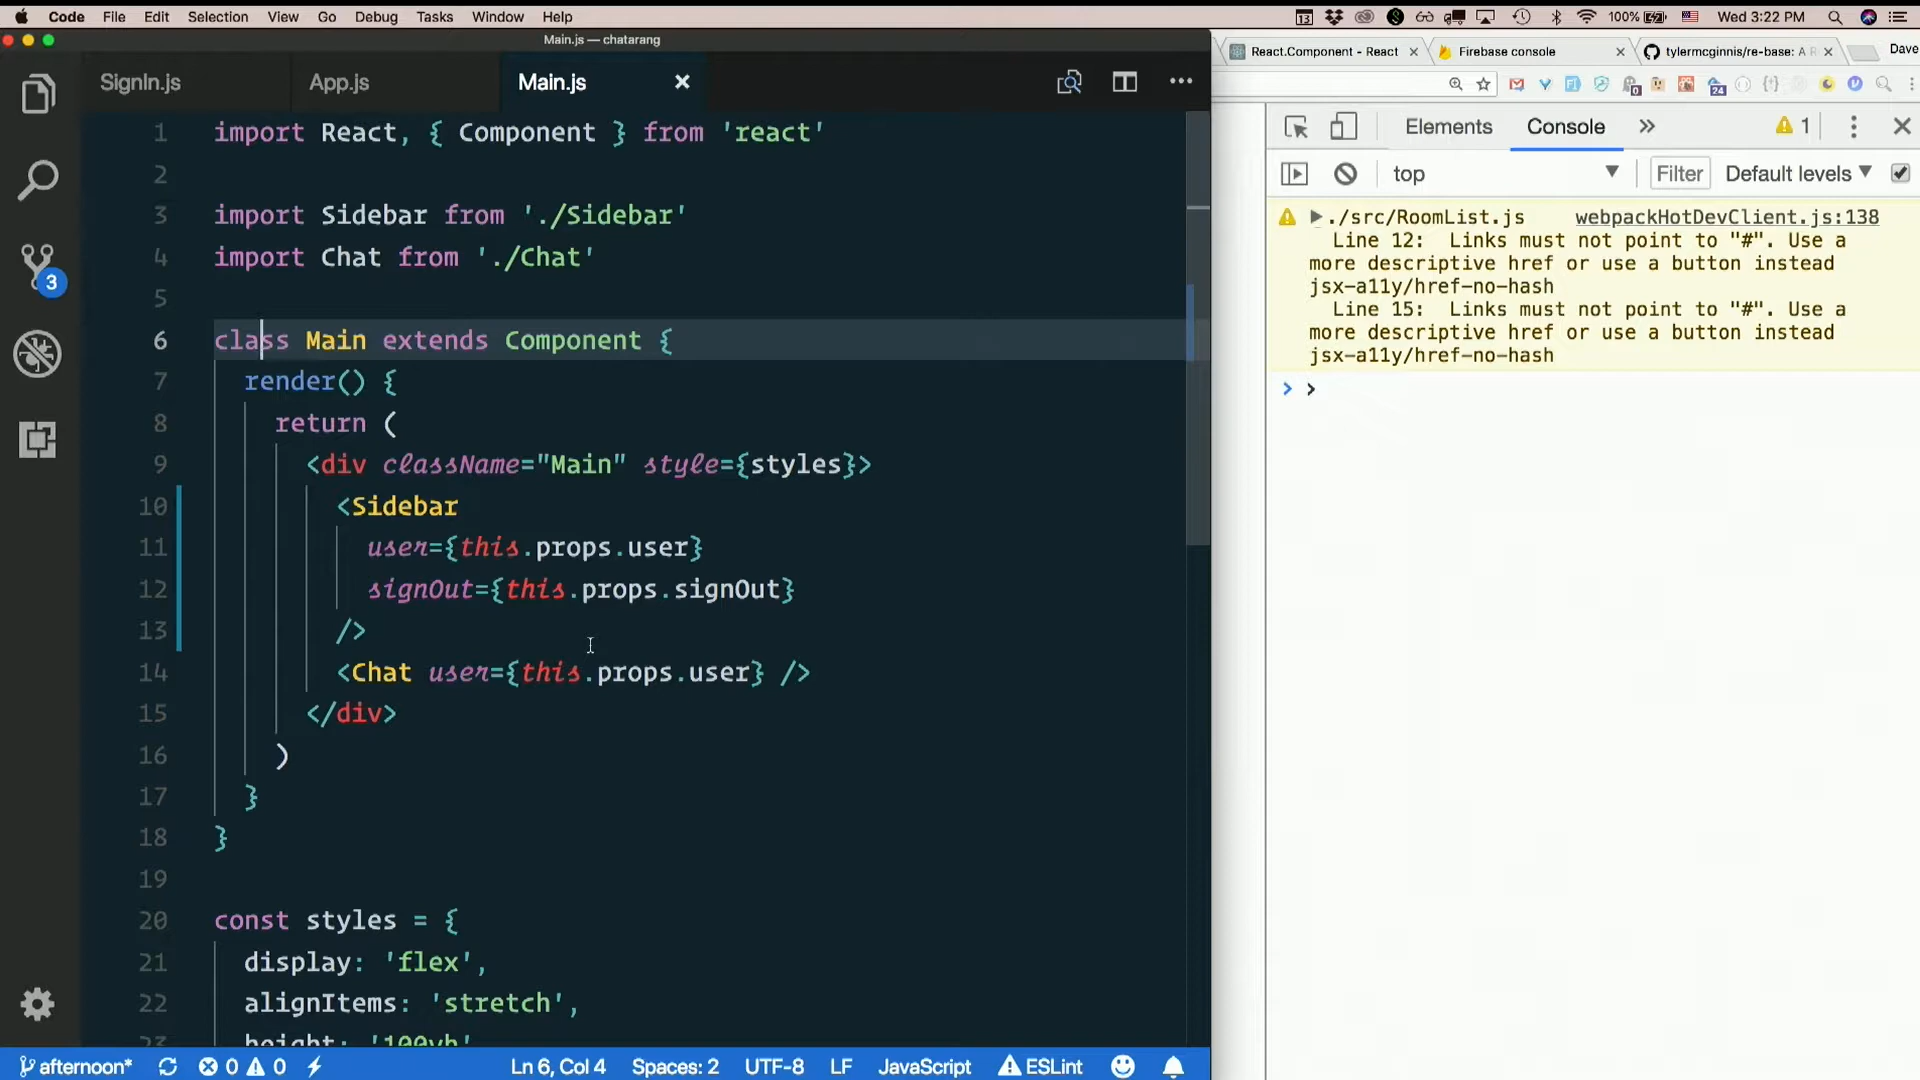 Code File Edit Selection View Go Debug Tasks Window Help
13 100% Wed 3:22 PM
Main.js — chatarang
React.Component - React
Firebase console
tylermcginnis/re-base: A R
Dave
SignIn.js
App.js
Main.js
0
24
Elements
Console
1
top
Filter
Default levels
1 import React, { Component } from 'react'
2
3 import Sidebar from './Sidebar'
4 import Chat from './Chat'
5
6 class Main extends Component {
7 render() {
8 return (
9 <div className="Main" style={styles}>
10 <Sidebar
11 user={this.props.user}
12 signOut={this.props.signOut}
13 />
14 <Chat user={this.props.user} />
15 </div>
16 )
17 }
18 }
19
20 const styles = {
21 display: 'flex',
22 alignItems: 'stretch',
23 height: '100vh'
3
./src/RoomList.js webpackHotDevClient.js:138
Line 12: Links must not point to "#". Use a
more descriptive href or use a button instead
jsx-a11y/href-no-hash
Line 15: Links must not point to "#". Use a
more descriptive href or use a button instead
jsx-a11y/href-no-hash
afternoon* 0 0 Ln 6, Col 4 Spaces: 2 UTF-8 LF JavaScript ESLint